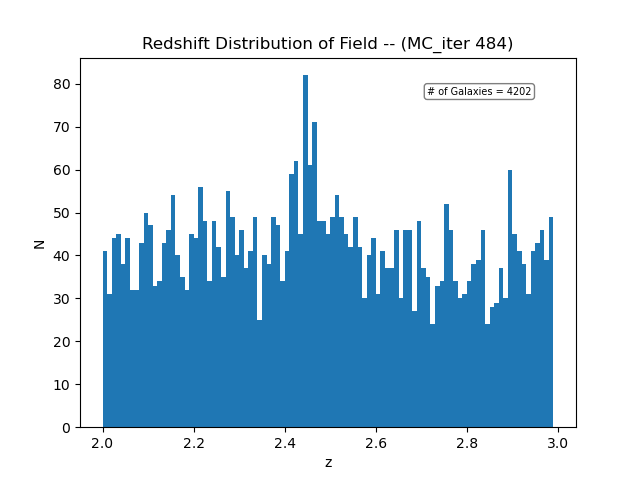 Redshift Distribution of Field -- (MC_iter 484)
# of Galaxies = 4202
80
70
60
50
40
30
20
10
0
N
2.0 2.2 2.4 2.6 2.8 3.0
z